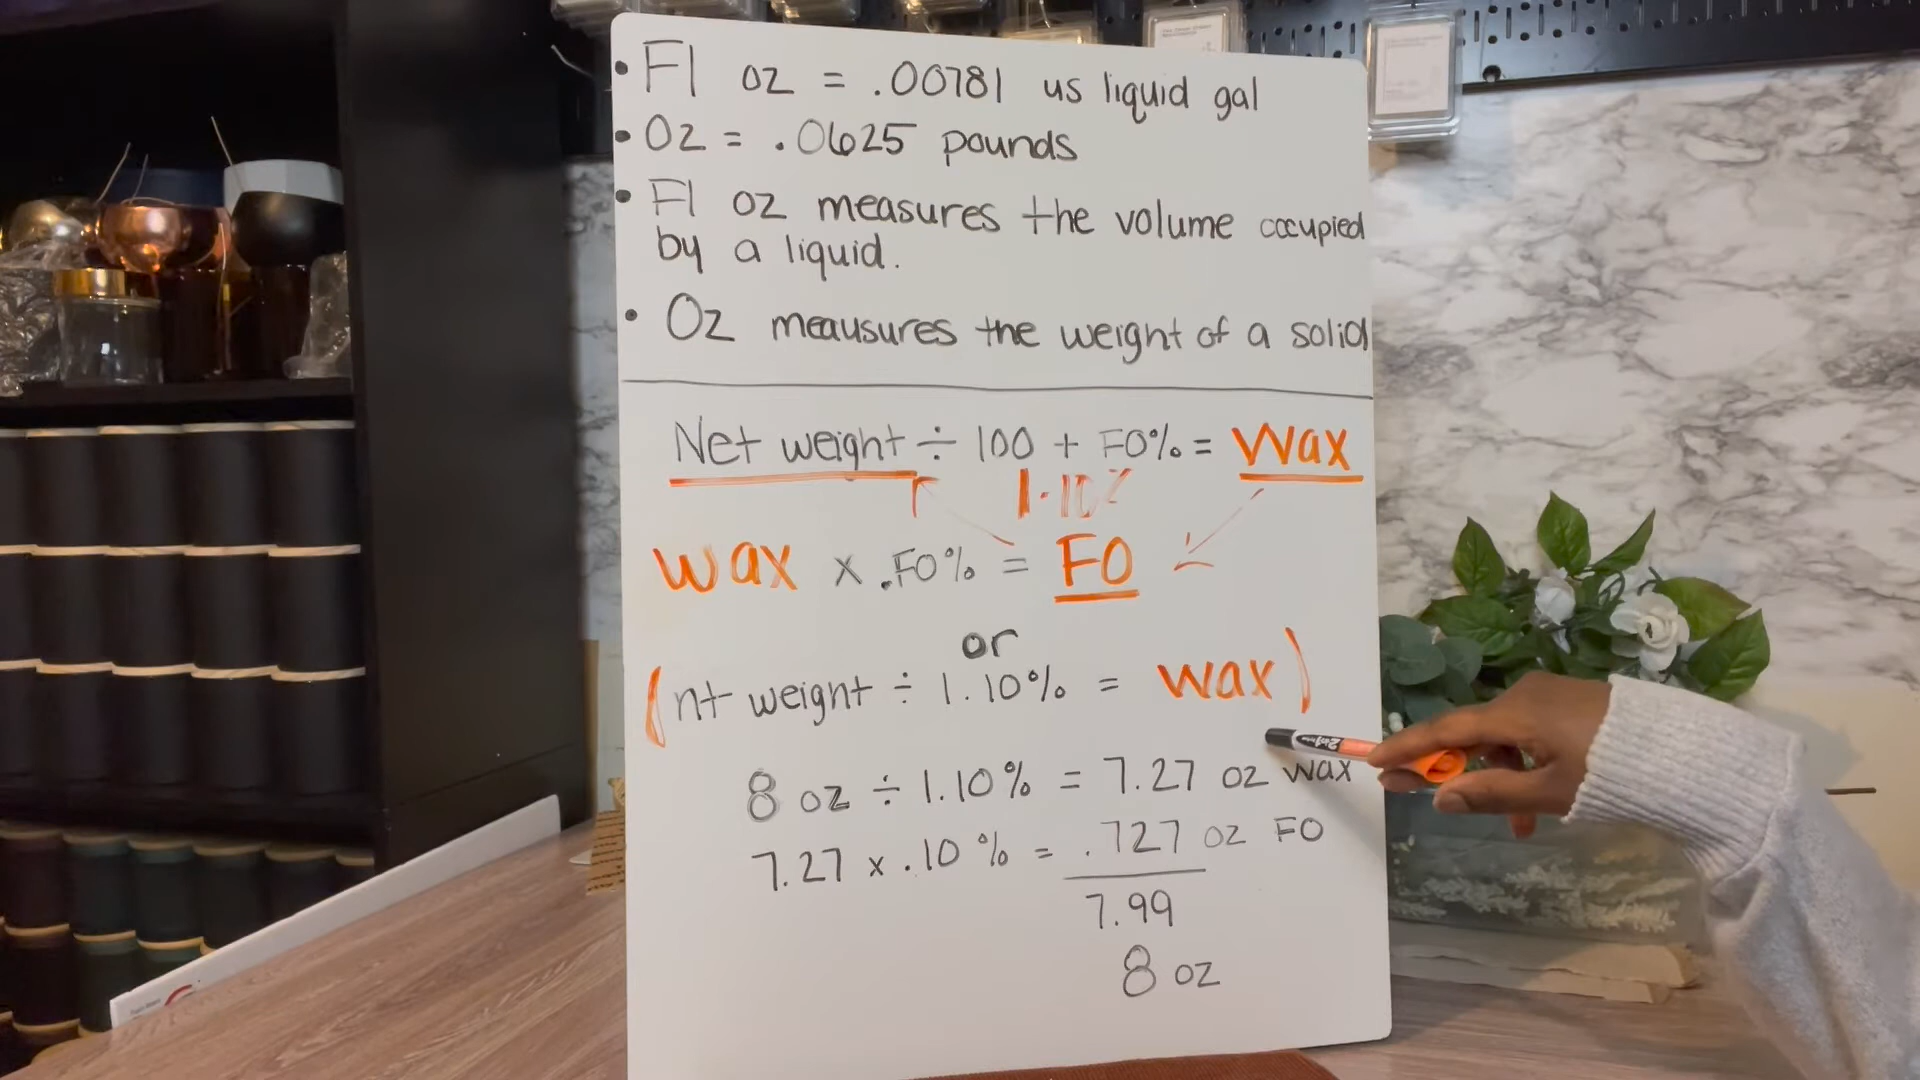 • Fl oz = .00781 us liquid gal
• Oz = .0625 pounds
• Fl oz measures the volume occupied
by a liquid.
• Oz meausures the weight of a solid
Net weight ÷ 100 + FO% = Wax
1.10%
wax x .FO% = FO
or
(nt weight ÷ 1.10% = wax)
8 oz ÷ 1.10% = 7.27 oz wax
7.27 x .10 % = .727 oz FO
7.99
8 oz